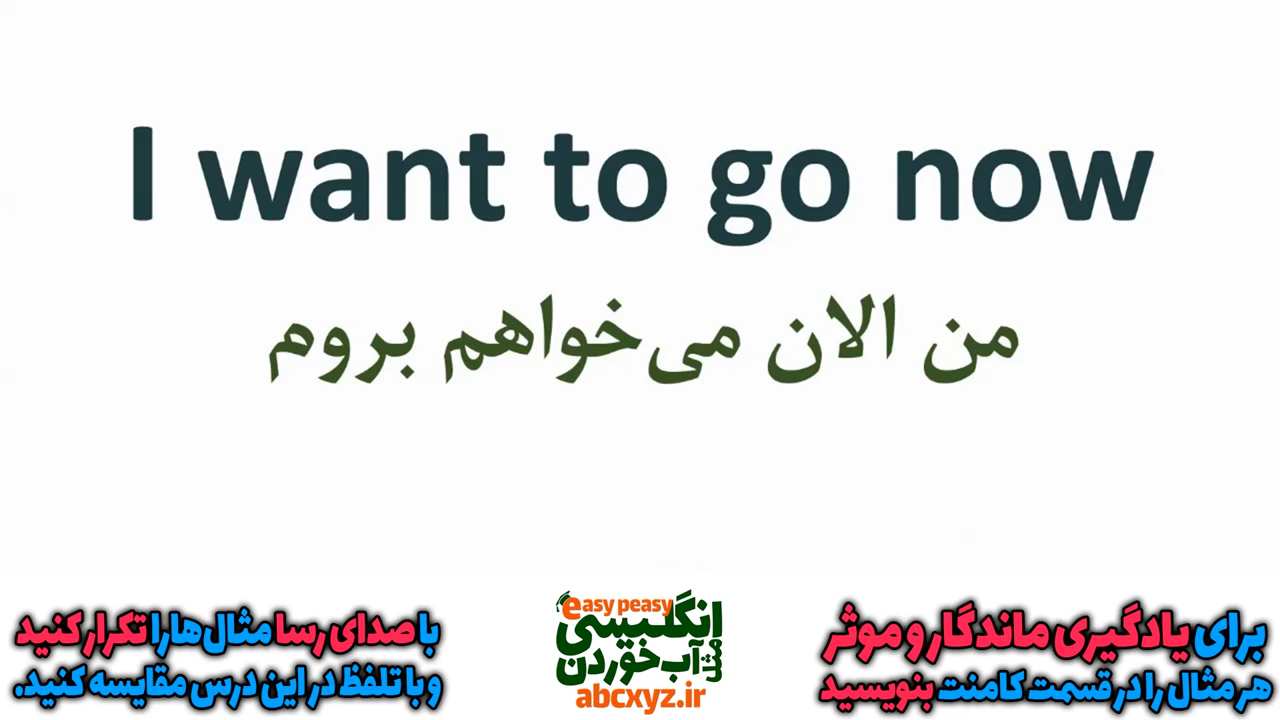 I want to go now
من الان می‌خواهم بروم
برای یادگیری ماندگار و موثر
هر مثال را در قسمت کامنت بنویسید
easy peasy
انگلیسی
مثل
آب خوردن
abcxyz.ir
با صدای رسا مثال‌ها را تکرار کنید
و با تلفظ در این درس مقایسه کنید.